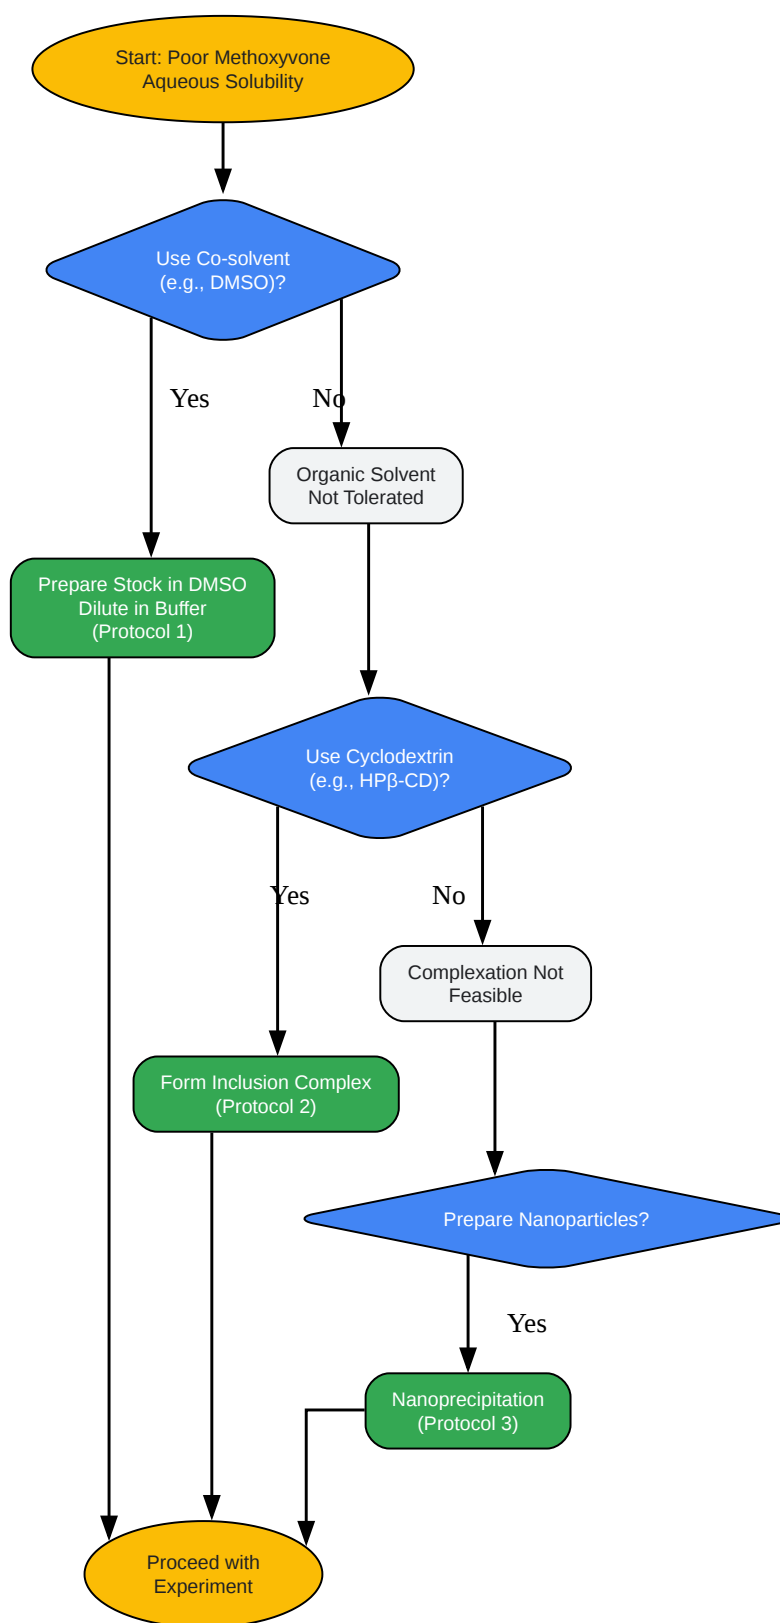 Start: Poor Methoxyvone
Aqueous Solubility
Use Co-solvent
(e.g., DMSO)?
Yes
No
Organic Solvent
Not Tolerated
Prepare Stock in DMSO
Dilute in Buffer
(Protocol 1)
Use Cyclodextrin
(e.g., HPβ-CD)?
Yes
No
Complexation Not
Feasible
Form Inclusion Complex
(Protocol 2)
Prepare Nanoparticles?
Yes
Nanoprecipitation
(Protocol 3)
Proceed with
Experiment